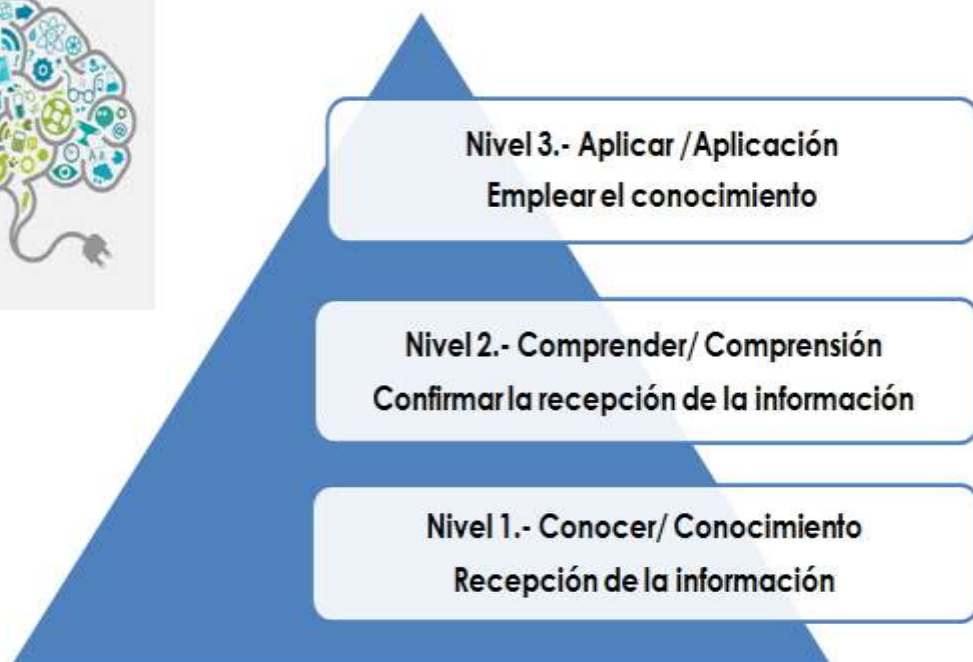 Nivel 3.- Aplicar /Aplicación
Emplear el conocimiento
Nivel 2.- Comprender/ Comprensión
Confirmar la recepción de la información
Nivel 1.- Conocer/ Conocimiento
Recepción de la información